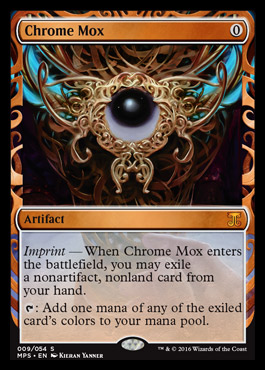 Chrome Mox 0
Artifact
Imprint — When Chrome Mox enters
the battlefield, you may exile
a nonartifact, nonland card from
your hand.
: Add one mana of any of the exiled
card's colors to your mana pool.
009/054 S
MPS • EN KIERAN YANNER
™ & © 2016 Wizards of the Coast